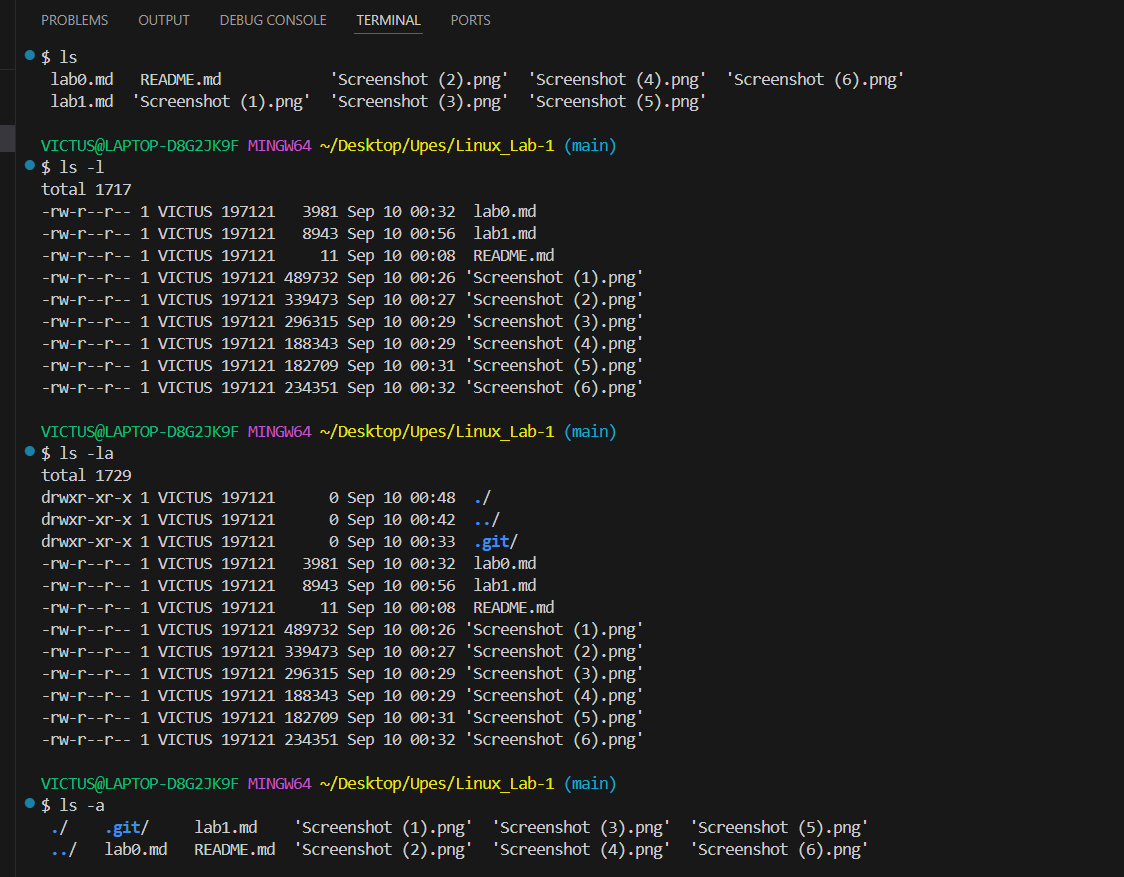 PROBLEMS OUTPUT DEBUG CONSOLE TERMINAL PORTS
$ ls
lab0.md README.md 'Screenshot (2).png' 'Screenshot (4).png' 'Screenshot (6).png'
lab1.md 'Screenshot (1).png' 'Screenshot (3).png' 'Screenshot (5).png'
VICTUS@LAPTOP-D8G2JK9F MINGW64 ~/Desktop/Upes/Linux_Lab-1 (main)
$ ls -l
total 1717
-rw-r--r-- 1 VICTUS 197121 3981 Sep 10 00:32 lab0.md
-rw-r--r-- 1 VICTUS 197121 8943 Sep 10 00:56 lab1.md
-rw-r--r-- 1 VICTUS 197121 11 Sep 10 00:08 README.md
-rw-r--r-- 1 VICTUS 197121 489732 Sep 10 00:26 'Screenshot (1).png'
-rw-r--r-- 1 VICTUS 197121 339473 Sep 10 00:27 'Screenshot (2).png'
-rw-r--r-- 1 VICTUS 197121 296315 Sep 10 00:29 'Screenshot (3).png'
-rw-r--r-- 1 VICTUS 197121 188343 Sep 10 00:29 'Screenshot (4).png'
-rw-r--r-- 1 VICTUS 197121 182709 Sep 10 00:31 'Screenshot (5).png'
-rw-r--r-- 1 VICTUS 197121 234351 Sep 10 00:32 'Screenshot (6).png'
VICTUS@LAPTOP-D8G2JK9F MINGW64 ~/Desktop/Upes/Linux_Lab-1 (main)
$ ls -la
total 1729
drwxr-xr-x 1 VICTUS 197121 0 Sep 10 00:48 ./
drwxr-xr-x 1 VICTUS 197121 0 Sep 10 00:42 ../
drwxr-xr-x 1 VICTUS 197121 0 Sep 10 00:33 .git/
-rw-r--r-- 1 VICTUS 197121 3981 Sep 10 00:32 lab0.md
-rw-r--r-- 1 VICTUS 197121 8943 Sep 10 00:56 lab1.md
-rw-r--r-- 1 VICTUS 197121 11 Sep 10 00:08 README.md
-rw-r--r-- 1 VICTUS 197121 489732 Sep 10 00:26 'Screenshot (1).png'
-rw-r--r-- 1 VICTUS 197121 339473 Sep 10 00:27 'Screenshot (2).png'
-rw-r--r-- 1 VICTUS 197121 296315 Sep 10 00:29 'Screenshot (3).png'
-rw-r--r-- 1 VICTUS 197121 188343 Sep 10 00:29 'Screenshot (4).png'
-rw-r--r-- 1 VICTUS 197121 182709 Sep 10 00:31 'Screenshot (5).png'
-rw-r--r-- 1 VICTUS 197121 234351 Sep 10 00:32 'Screenshot (6).png'
VICTUS@LAPTOP-D8G2JK9F MINGW64 ~/Desktop/Upes/Linux_Lab-1 (main)
$ ls -a
./ .git/ lab1.md 'Screenshot (1).png' 'Screenshot (3).png' 'Screenshot (5).png'
../ lab0.md README.md 'Screenshot (2).png' 'Screenshot (4).png' 'Screenshot (6).png'